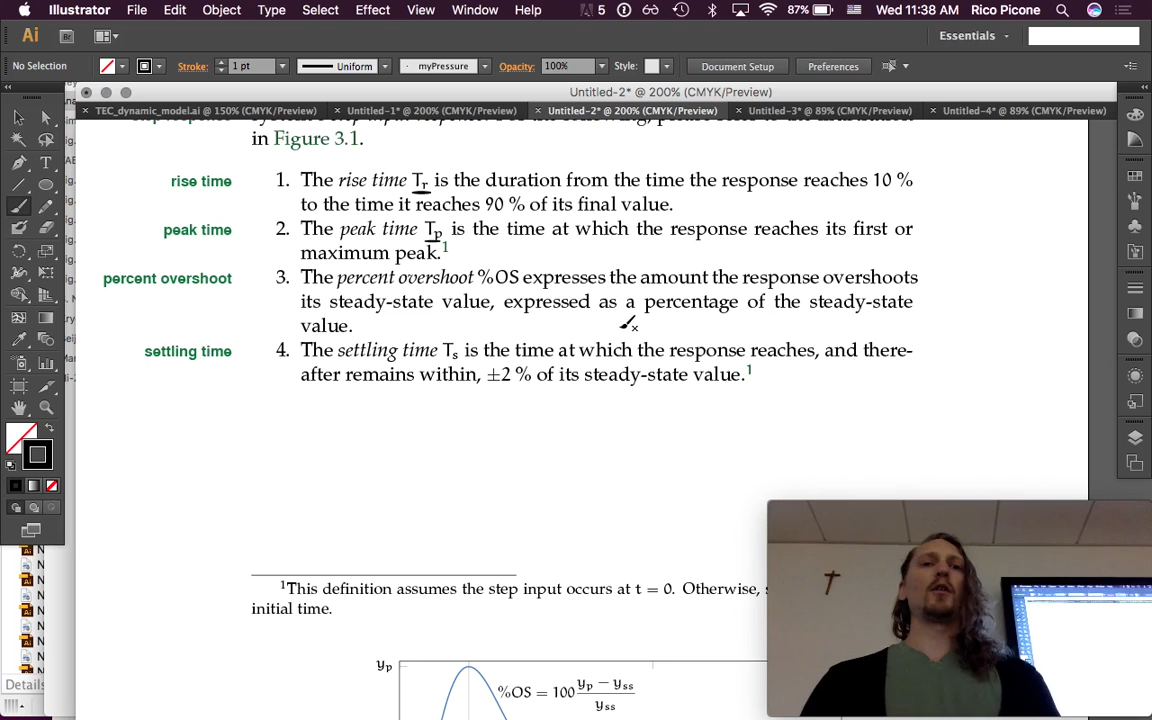 Illustrator File Edit Object Type Select Effect View Window Help 5 87% Wed 11:38 AM Rico Picone
Ai Br Essentials
No Selection Stroke: 1 pt Uniform myPressure Opacity: 100% Style: Document Setup Preferences
Untitled-2* @ 200% (CMYK/Preview)
TEC_dynamic_model.ai @ 150% (CMYK/Preview) Untitled-1* @ 200% (CMYK/Preview) Untitled-2* @ 200% (CMYK/Preview) Untitled-3* @ 89% (CMYK/Preview) Untitled-4* @ 89% (CMYK/Preview)
in Figure 3.1.
rise time 1. The rise time Tr is the duration from the time the response reaches 10 %
to the time it reaches 90 % of its final value.
peak time 2. The peak time Tp is the time at which the response reaches its first or
maximum peak.1
percent overshoot 3. The percent overshoot %OS expresses the amount the response overshoots
its steady-state value, expressed as a percentage of the steady-state
value.
settling time 4. The settling time Ts is the time at which the response reaches, and there-
after remains within, ±2 % of its steady-state value.1
1This definition assumes the step input occurs at t = 0. Otherwise,
initial time.
yp
%OS = 100 yp − yss
yss
Details